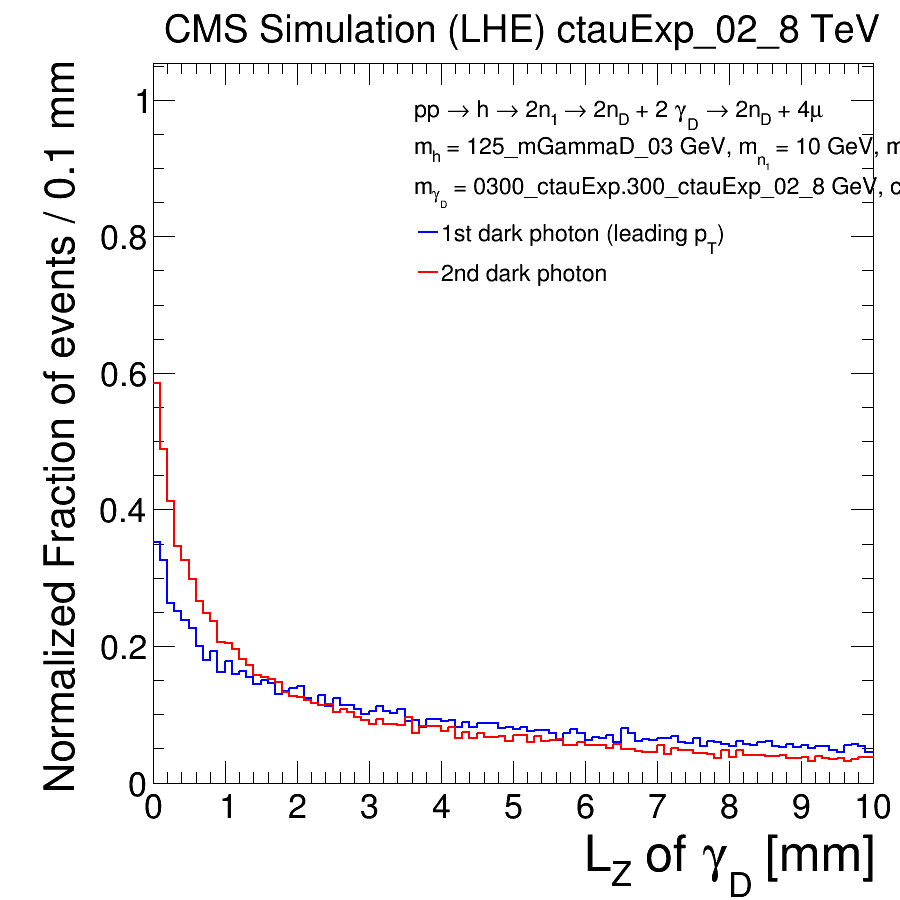 CMS Simulation (LHE) ctauExp_02_8 TeV
Normalized Fraction of events / 0.1 mm
1
0.8
0.6
0.4
0.2
0
pp → h → 2n1 → 2nD + 2 γD → 2nD + 4μ
mh = 125_mGammaD_03 GeV, mn1 = 10 GeV, m
mγD = 0300_ctauExp.300_ctauExp_02_8 GeV, c
1st dark photon (leading pT)
2nd dark photon
0 1 2 3 4 5 6 7 8 9 10
LZ of γD [mm]